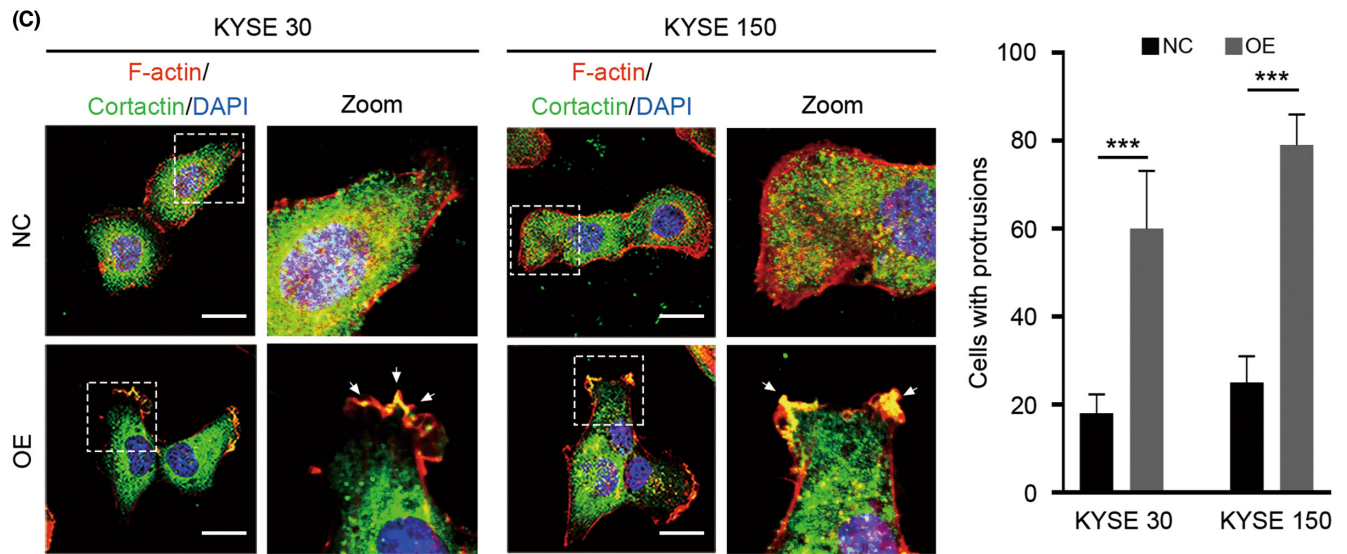 (C)
KYSE 30
KYSE 150
F-actin/
Cortactin/DAPI
Zoom
F-actin/
Cortactin/DAPI
Zoom
NC
OE
NC
OE
Cells with protrusions
100
80
60
40
20
0
***
***
KYSE 30
KYSE 150